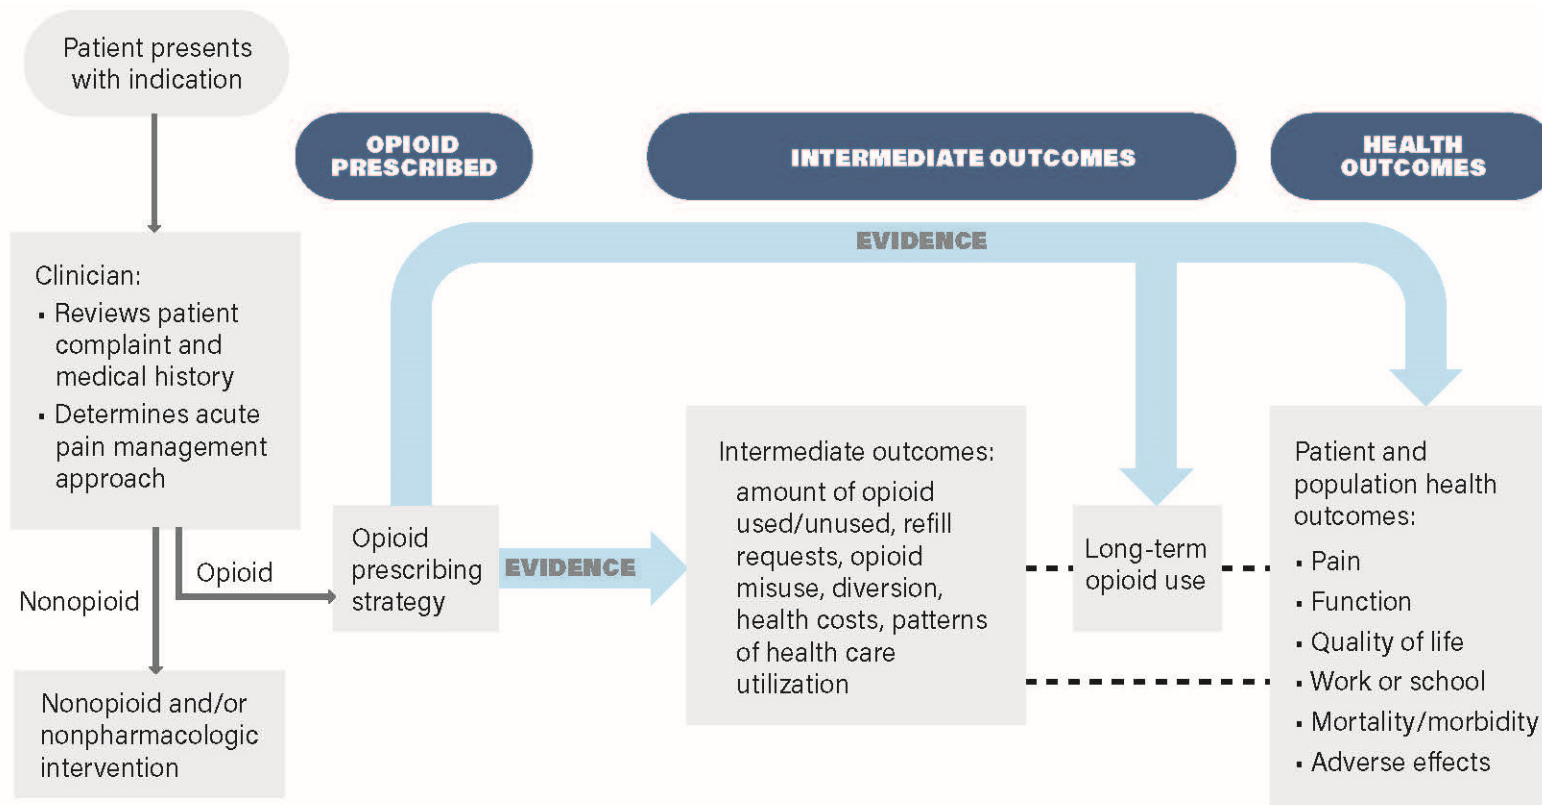 Patient presents
with indication
OPIOID
PRESCRIBED
INTERMEDIATE OUTCOMES
HEALTH
OUTCOMES
EVIDENCE
Clinician:
▪ Reviews patient
complaint and
medical history
▪ Determines acute
pain management
approach
Nonopioid
Opioid
Nonopioid and/or
nonpharmacologic
intervention
Opioid
prescribing
strategy
EVIDENCE
Intermediate outcomes:
amount of opioid
used/unused, refill
requests, opioid
misuse, diversion,
health costs, patterns
of health care
utilization
Long-term
opioid use
Patient and
population health
outcomes:
▪ Pain
▪ Function
▪ Quality of life
▪ Work or school
▪ Mortality/morbidity
▪ Adverse effects